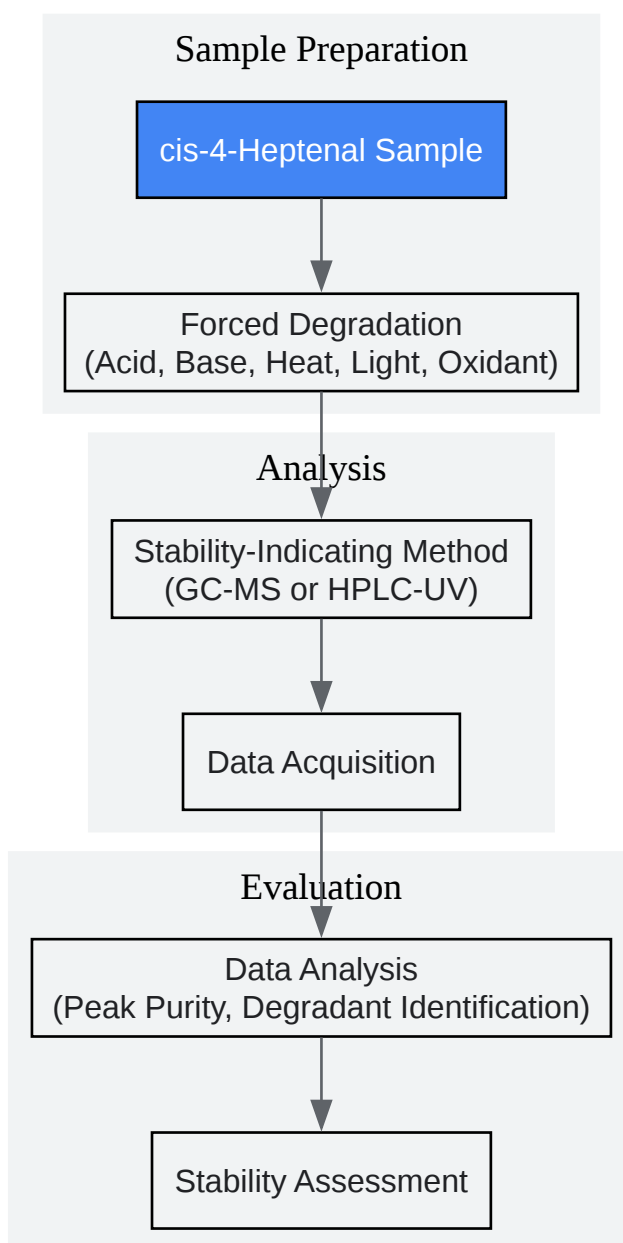 Sample Preparation
cis-4-Heptenal Sample
Forced Degradation
(Acid, Base, Heat, Light, Oxidant)
Analysis
Stability-Indicating Method
(GC-MS or HPLC-UV)
Data Acquisition
Evaluation
Data Analysis
(Peak Purity, Degradant Identification)
Stability Assessment